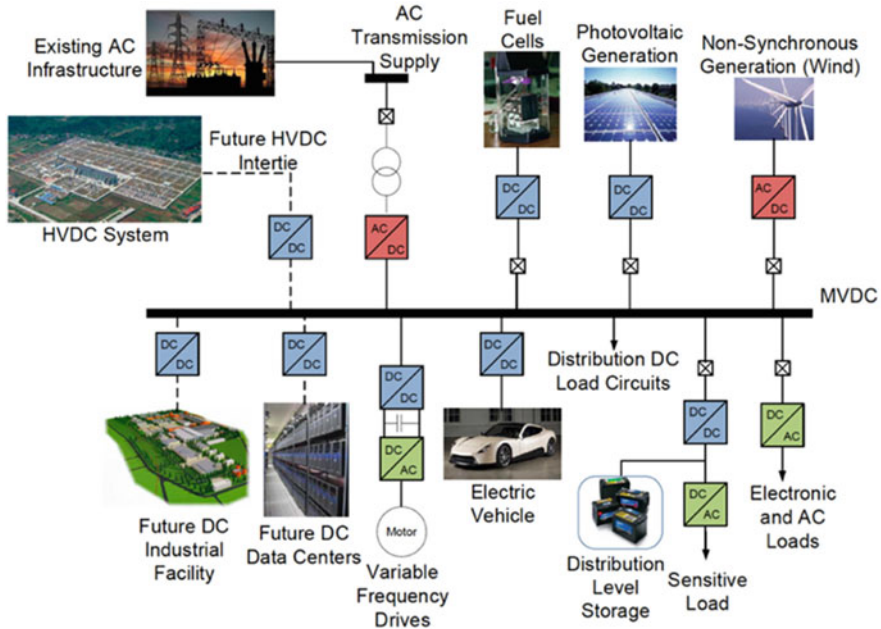 Existing AC
Infrastructure
AC
Transmission
Supply
Fuel
Cells
Photovoltaic
Generation
Non-Synchronous
Generation (Wind)
Future HVDC
Intertie
HVDC System
DC
DC
AC
DC
DC
DC
DC
DC
AC
DC
MVDC
DC
DC
DC
DC
DC
DC
DC
DC
Distribution DC
Load Circuits
DC
DC
DC
AC
DC
AC
DC
AC
Motor
Future DC
Industrial
Facility
Future DC
Data Centers
Variable
Frequency
Drives
Electric
Vehicle
Distribution
Level
Storage
Sensitive
Load
Electronic
and AC
Loads